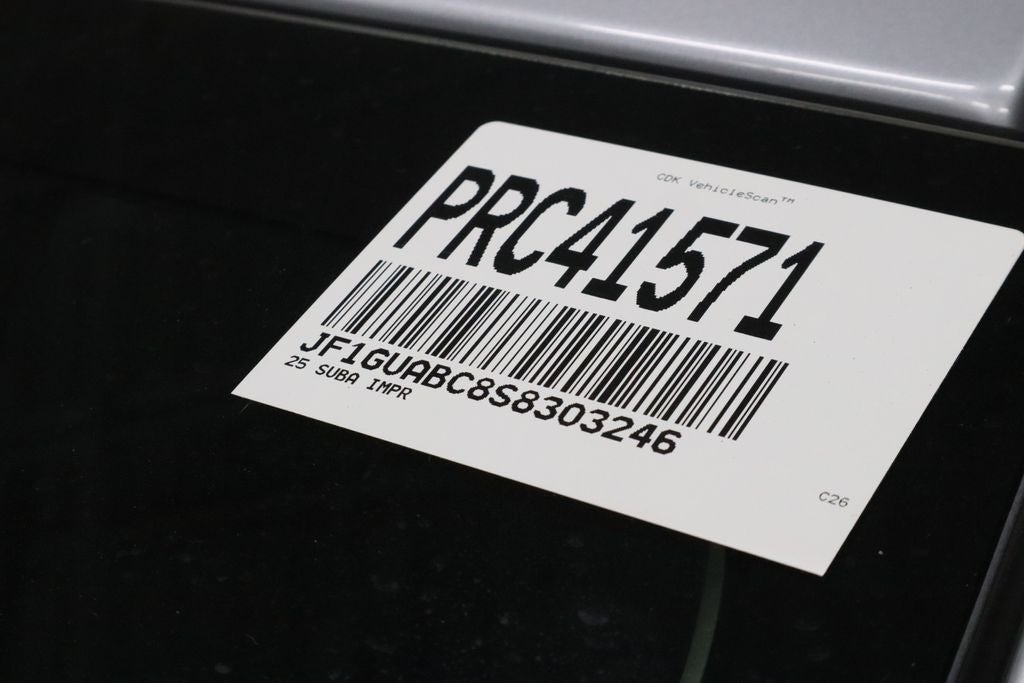 CDK VehicleScan™
PRC41571
JF1GUABC8S8303246
25 SUBA IMPR
C26